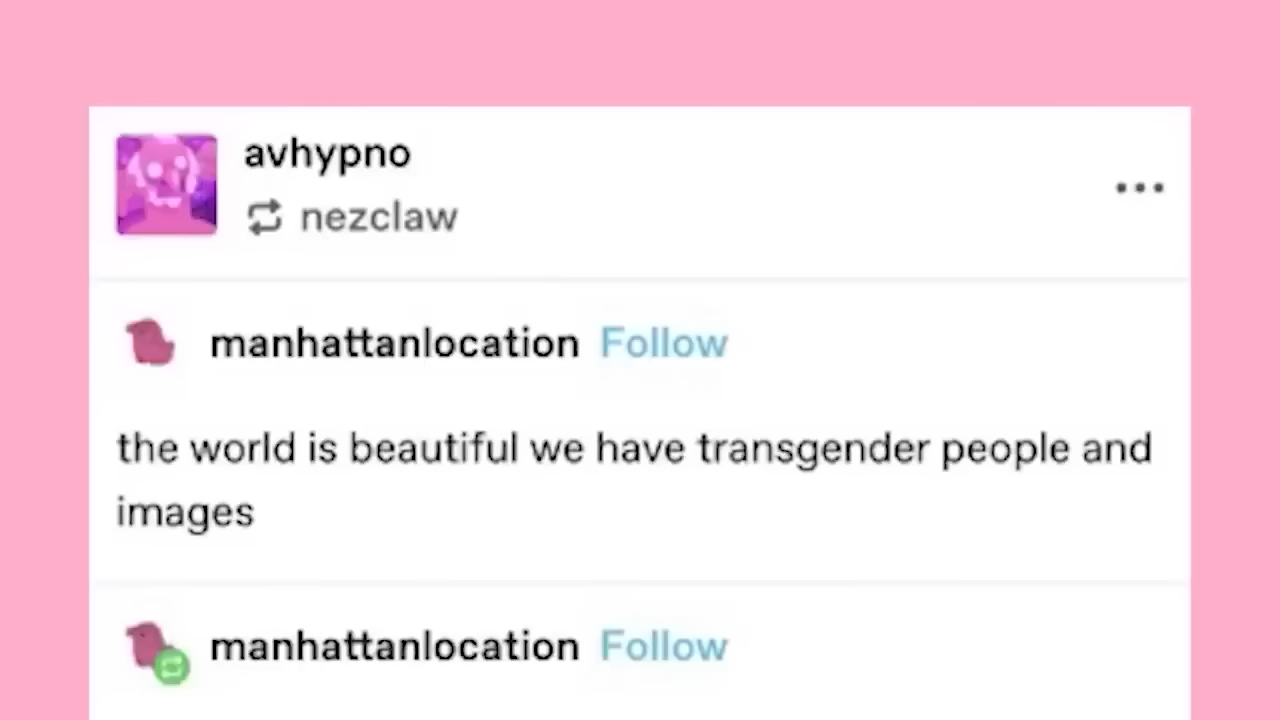 avhypno
nezclaw
manhattanlocation Follow
the world is beautiful we have transgender people and
images
manhattanlocation Follow